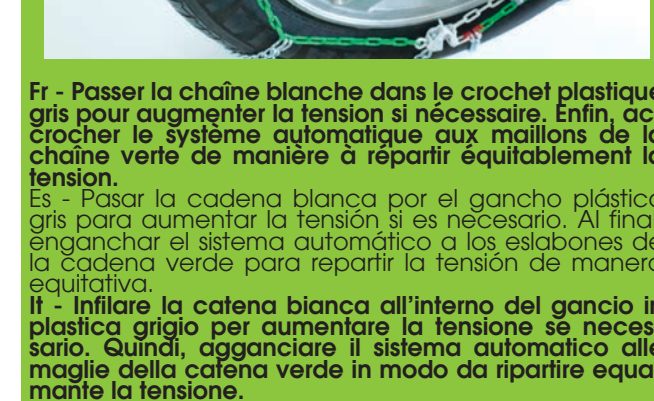 Fr - Passer la chaîne blanche dans le crochet plastique
gris pour augmenter la tension si nécessaire. Enfin, ac
crocher le système automatique aux maillons de la
chaîne verte de manière à répartir équitablement la
tension.
Es - Pasar la cadena blanca por el gancho plástico
gris para aumentar la tensión si es necesario. Al final
enganchar el sistema automático a los eslabones de
la cadena verde para repartir la tensión de manera
equitativa.
It - Infilare la catena bianca all'interno del gancio in
plastica grigio per aumentare la tensione se neces
sario. Quindi, agganciare il sistema automatico alle
maglie della catena verde in modo da ripartire equa
mante la tensione.